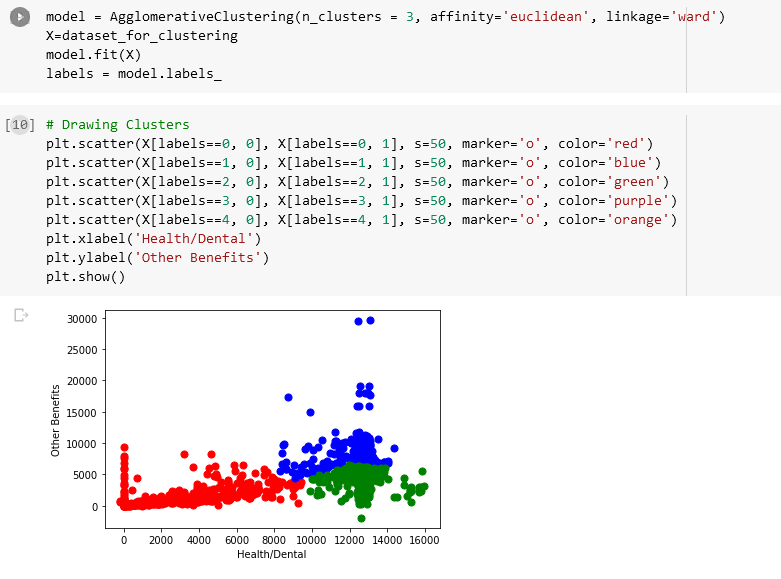 model = AgglomerativeClustering(n_clusters = 3, affinity='euclidean', linkage='ward')
X=dataset_for_clustering
model.fit(X)
labels = model.labels_
[10] # Drawing Clusters
plt.scatter(X[labels==0, 0], X[labels==0, 1], s=50, marker='o', color='red')
plt.scatter(X[labels==1, 0], X[labels==1, 1], s=50, marker='o', color='blue')
plt.scatter(X[labels==2, 0], X[labels==2, 1], s=50, marker='o', color='green')
plt.scatter(X[labels==3, 0], X[labels==3, 1], s=50, marker='o', color='purple')
plt.scatter(X[labels==4, 0], X[labels==4, 1], s=50, marker='o', color='orange')
plt.xlabel('Health/Dental')
plt.ylabel('Other Benefits')
plt.show()
30000
25000
20000
15000
10000
5000
0
Other Benefits
0 2000 4000 6000 8000 10000 12000 14000 16000
Health/Dental